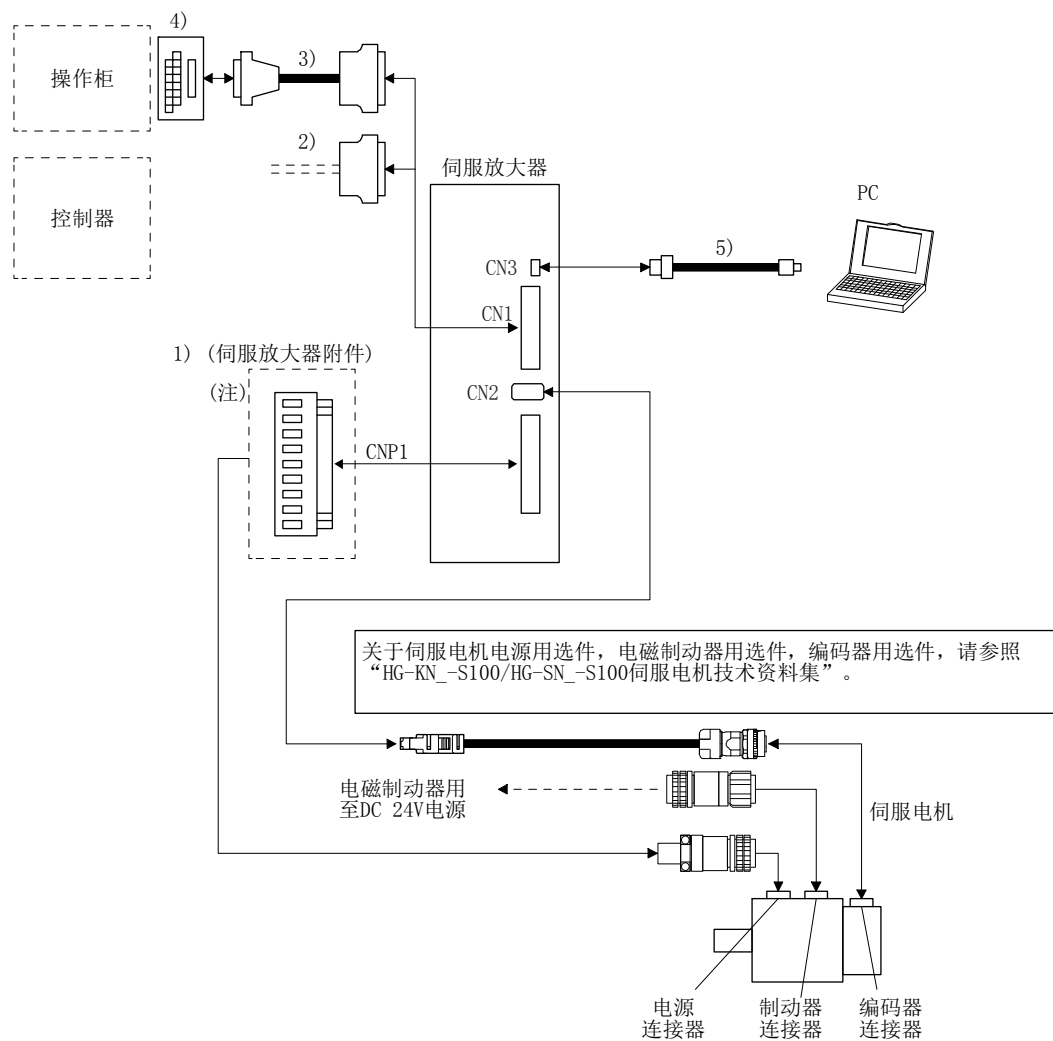 4)
操作柜
3)
2)
控制器
伺服放大器
PC
CN3
5)
CN1
1) (伺服放大器附件)
(注)
CN2
CNP1
关于伺服电机电源用选件，电磁制动器用选件，编码器用选件，请参照
“HG-KN_-S100/HG-SN_-S100伺服电机技术资料集”。
电磁制动器用
至DC 24V电源
伺服电机
电源
连接器
制动器
连接器
编码器
连接器